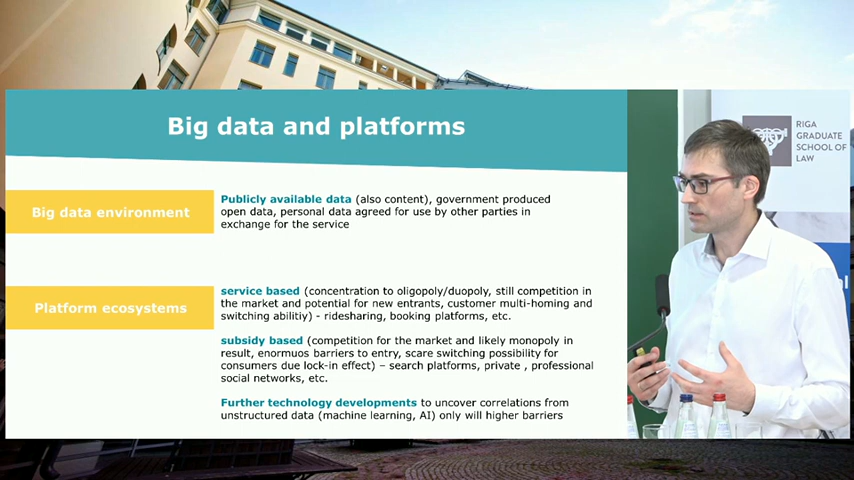 Big data and platforms
Big data environment
Publicly available data (also content), government produced
open data, personal data agreed for use by other parties in
exchange for the service
Platform ecosystems
service based (concentration to oligopoly/duopoly, still competition in
the market and potential for new entrants, customer multi-homing and
switching abilitiy) - ridesharing, booking platforms, etc.
subsidy based (competition for the market and likely monopoly in
result, enormuos barriers to entry, scare switching possibility for
consumers due lock-in effect) – search platforms, private , professional
social networks, etc.
Further technology developments to uncover correlations from
unstructured data (machine learning, AI) only will higher barriers
RIGA
GRADUATE
SCHOOL OF
LAW